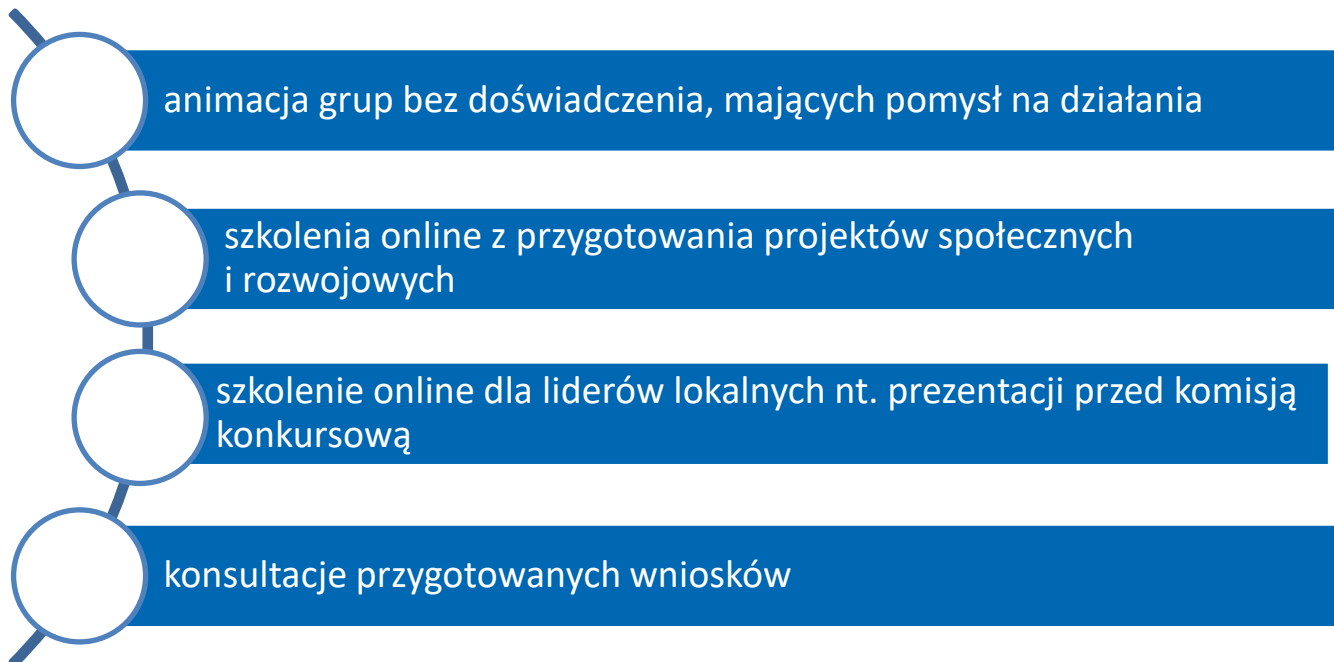 animacja grup bez doświadczenia, mających pomysł na działania
szkolenia online z przygotowania projektów społecznych
i rozwojowych
szkolenie online dla liderów lokalnych nt. prezentacji przed komisją
konkursową
konsultacje przygotowanych wniosków